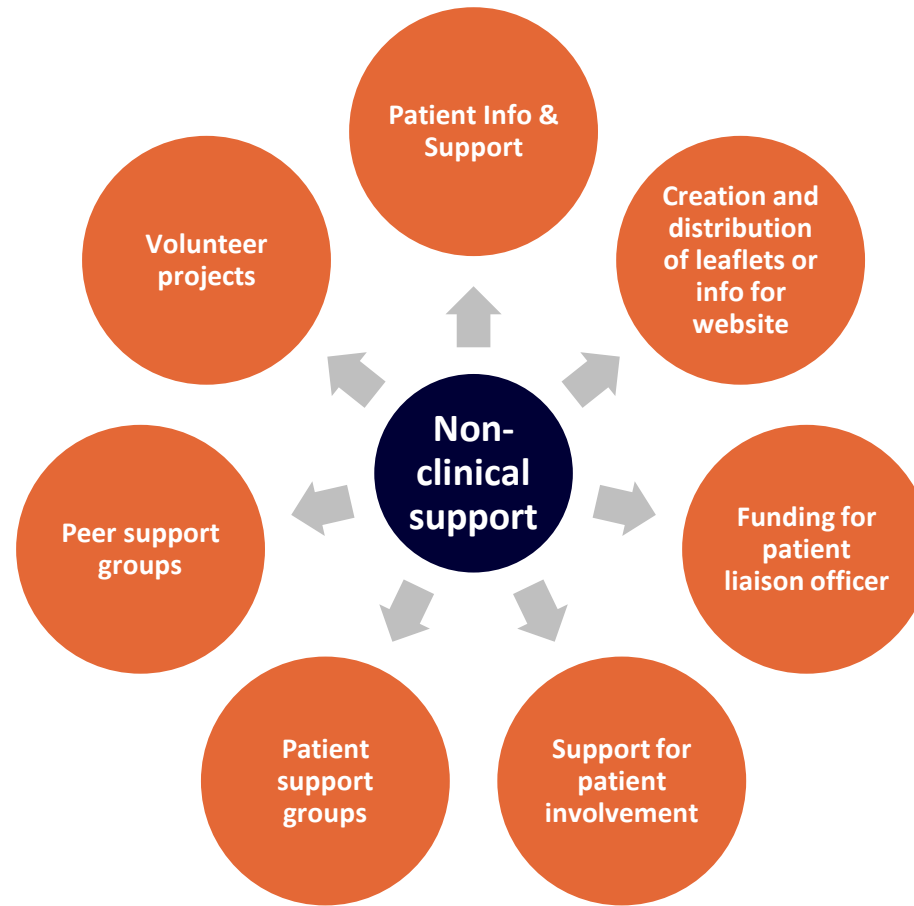 Patient Info &
Support
Creation and
distribution
of leaflets or
info for
website
Funding for
patient
liaison officer
Support for
patient
involvement
Patient
support
groups
Peer support
groups
Volunteer
projects
Non-
clinical
support